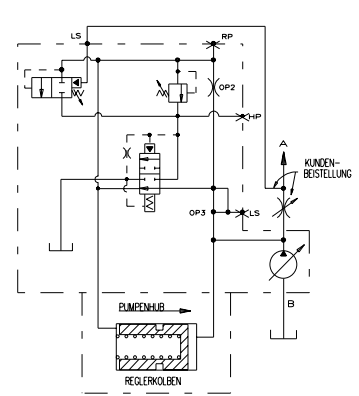 LS
RP
OP2
HP
A
KUNDEN-
BEISTELLUNG
OP3
LS
B
PUMPENHUB
REGLERKOLBEN